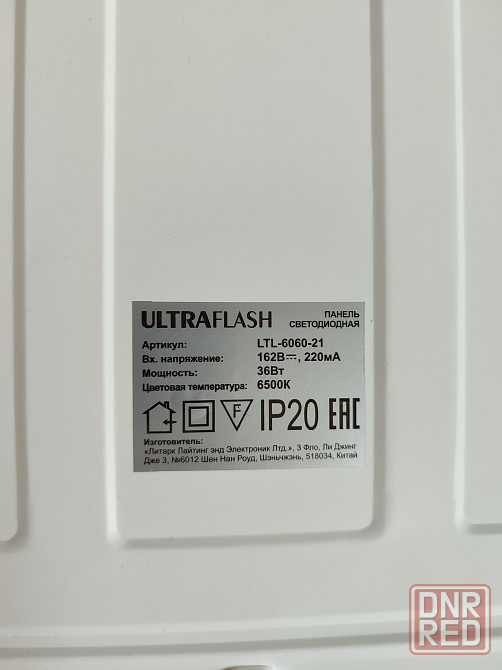 ULTRAFLASH
ПАНЕЛЬ
СВЕТОДИОДНАЯ
Артикул: LTL-6060-21
Вх. напряжение: 162В⎓, 220мА
Мощность: 36Вт
Цветовая температура: 6500К
F IP20 EAC
Изготовитель:
«Литарк Лайтинг энд Электроник Лтд.», 3 Фло, Ли Джинг
Дже 3, №6012 Шен Нан Роуд, Шэньчжэнь, 518034, Китай
DNR
RED